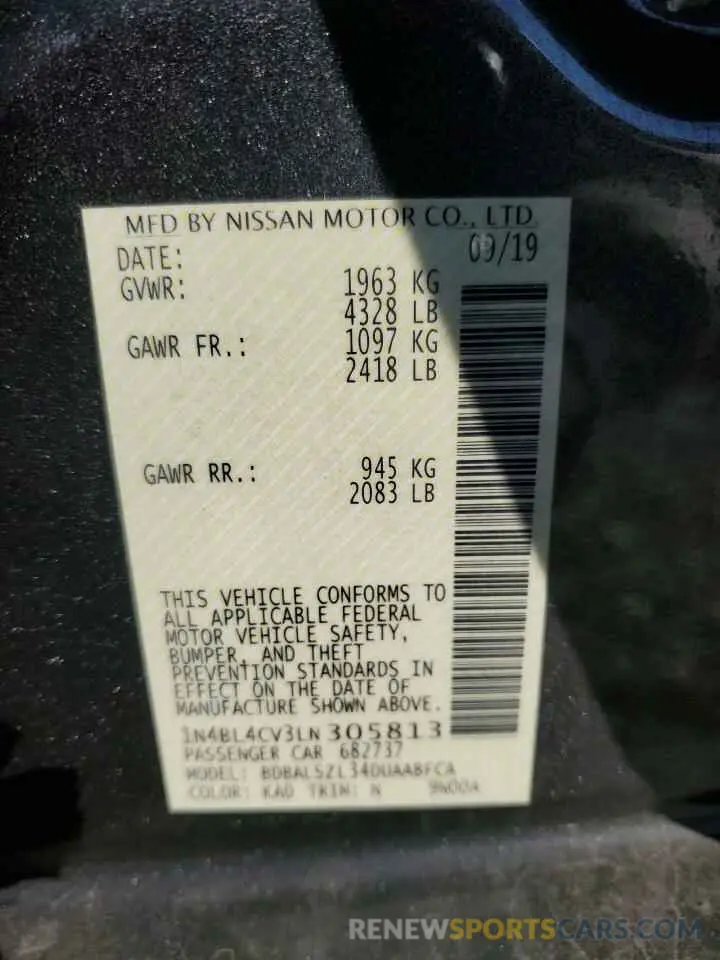 MFD BY NISSAN MOTOR CO., LTD.
DATE: 09/19
GVWR: 1963 KG
4328 LB
GAWR FR.: 1097 KG
2418 LB
GAWR RR.: 945 KG
2083 LB
THIS VEHICLE CONFORMS TO
ALL APPLICABLE FEDERAL
MOTOR VEHICLE SAFETY,
BUMPER, AND THEFT
PREVENTION STANDARDS IN
EFFECT ON THE DATE OF
MANUFACTURE SHOWN ABOVE.
1N4BL4CV3LN305813
PASSENGER CAR 682737
MODEL:
COLOR: KAD TRIM: N
RENEWSPORTSCARS.COM